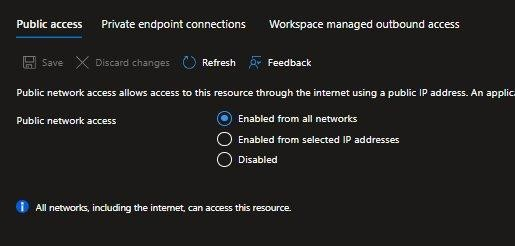 Public access Private endpoint connections Workspace managed outbound access
Save Discard changes Refresh Feedback
Public network access allows access to this resource through the internet using a public IP address. An applica
Public network access
Enabled from all networks
Enabled from selected IP addresses
Disabled
All networks, including the internet, can access this resource.